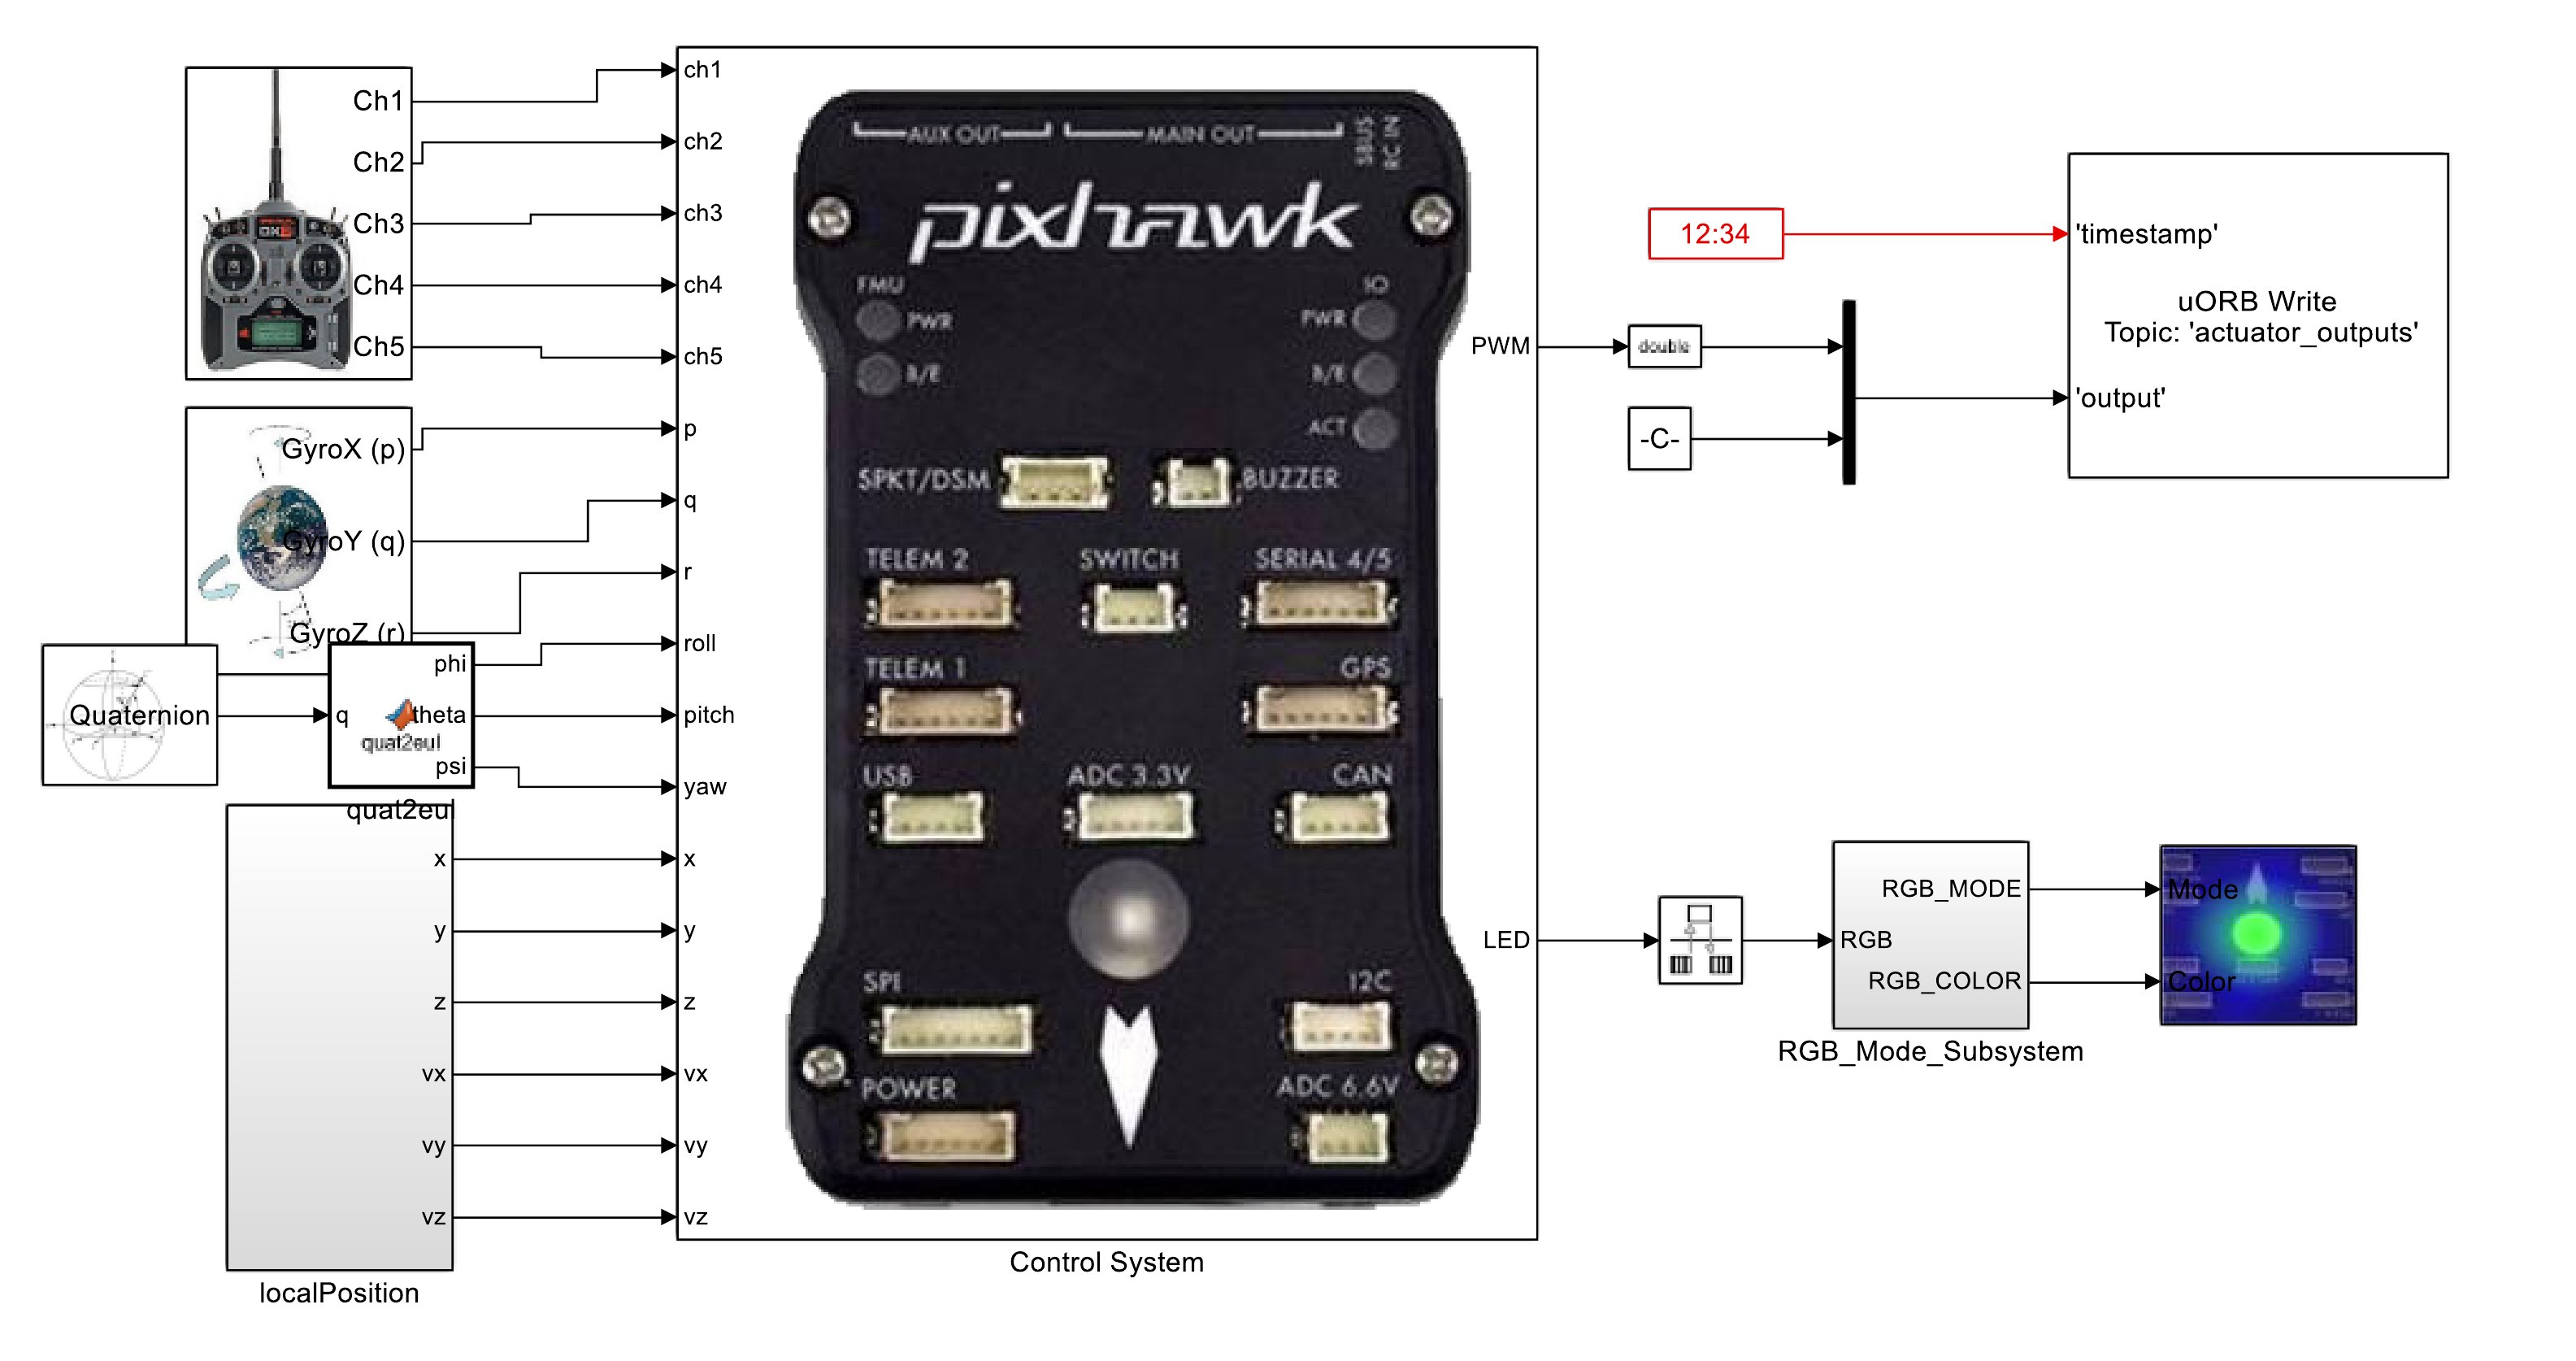 Ch1
Ch2
Ch3
Ch4
Ch5
GyroX (p)
GyroY (q)
GyroZ (r)
Quaternion
q
phi
theta
psi
quat2eul
quat2eul
x
y
z
vx
vy
vz
localPosition
ch1
ch2
ch3
ch4
ch5
p
q
r
roll
pitch
yaw
x
y
z
vx
vy
vz
AUX OUT
MAIN OUT
SBUS
RC IN
pixhawk
FMU
PWR
B/E
IO
PWR
B/E
ACT
SPKT/DSM
BUZZER
TELEM 2
SWITCH
SERIAL 4/5
TELEM 1
GPS
USB
ADC 3.3V
CAN
SPI
I2C
POWER
ADC 6.6V
PWM
LED
Control System
12:34
double
-C-
'timestamp'
uORB Write
Topic: 'actuator_outputs'
'output'
RGB
RGB_MODE
RGB_COLOR
RGB_Mode_Subsystem
Mode
Color